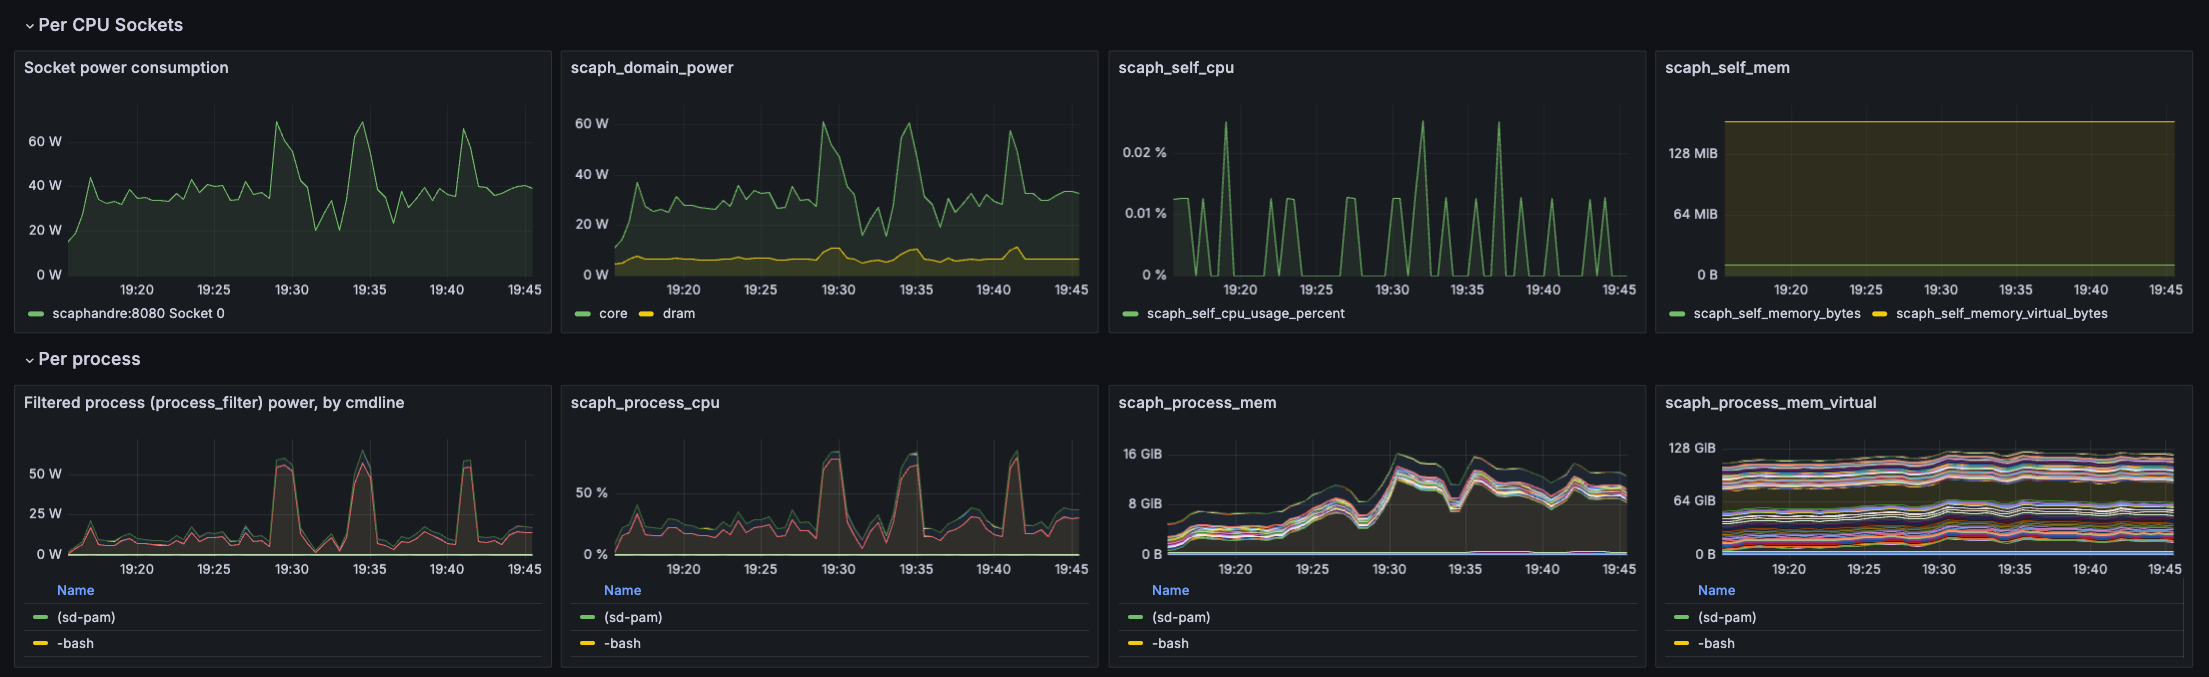 Per CPU Sockets
Socket power consumption
60 W
40 W
20 W
0 W
19:20 19:25 19:30 19:35 19:40 19:45
scaphandre:8080 Socket 0
scaph_domain_power
60 W
40 W
20 W
0 W
19:20 19:25 19:30 19:35 19:40 19:45
core dram
scaph_self_cpu
0.02 %
0.01 %
0 %
19:20 19:25 19:30 19:35 19:40 19:45
scaph_self_cpu_usage_percent
scaph_self_mem
128 MiB
64 MiB
0 B
19:20 19:25 19:30 19:35 19:40 19:45
scaph_self_memory_bytes scaph_self_memory_virtual_bytes
Per process
Filtered process (process_filter) power, by cmdline
50 W
25 W
0 W
19:20 19:25 19:30 19:35 19:40 19:45
Name
(sd-pam)
-bash
scaph_process_cpu
50 %
0 %
19:20 19:25 19:30 19:35 19:40 19:45
Name
(sd-pam)
-bash
scaph_process_mem
16 GiB
8 GiB
0 B
19:20 19:25 19:30 19:35 19:40 19:45
Name
(sd-pam)
-bash
scaph_process_mem_virtual
128 GiB
64 GiB
0 B
19:20 19:25 19:30 19:35 19:40 19:45
Name
(sd-pam)
-bash